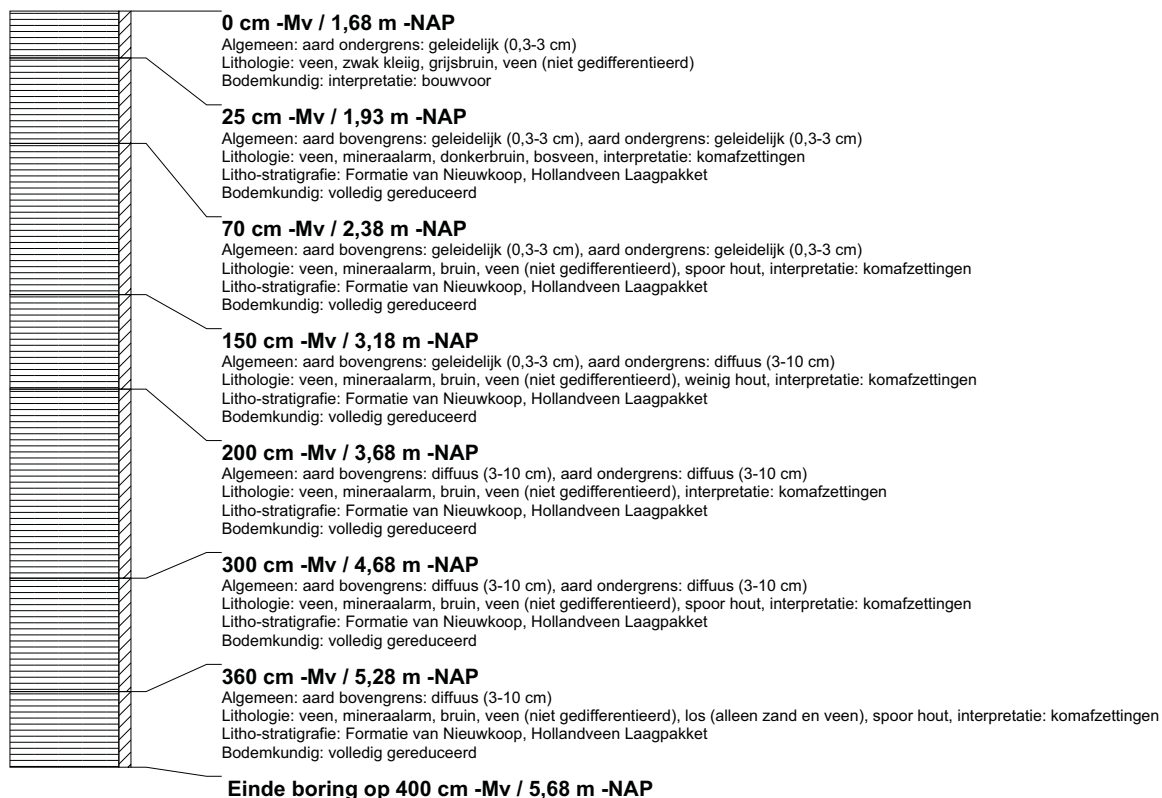 0 cm -Mv / 1,68 m -NAP
Algemeen: aard ondergrens: geleidelijk (0,3-3 cm)
Lithologie: veen, zwak kleiig, grijsbruin, veen (niet gedifferentieerd)
Bodemkundig: interpretatie: bouwvoor
25 cm -Mv / 1,93 m -NAP
Algemeen: aard bovengrens: geleidelijk (0,3-3 cm), aard ondergrens: geleidelijk (0,3-3 cm)
Lithologie: veen, mineraalarm, donkerbruin, bosveen, interpretatie: komafzettingen
Litho-stratigrafie: Formatie van Nieuwkoop, Hollandveen Laagpakket
Bodemkundig: volledig gereduceerd
70 cm -Mv / 2,38 m -NAP
Algemeen: aard bovengrens: geleidelijk (0,3-3 cm), aard ondergrens: geleidelijk (0,3-3 cm)
Lithologie: veen, mineraalarm, bruin, veen (niet gedifferentieerd), spoor hout, interpretatie: komafzettingen
Litho-stratigrafie: Formatie van Nieuwkoop, Hollandveen Laagpakket
Bodemkundig: volledig gereduceerd
150 cm -Mv / 3,18 m -NAP
Algemeen: aard bovengrens: geleidelijk (0,3-3 cm), aard ondergrens: diffuus (3-10 cm)
Lithologie: veen, mineraalarm, bruin, veen (niet gedifferentieerd), weinig hout, interpretatie: komafzettingen
Litho-stratigrafie: Formatie van Nieuwkoop, Hollandveen Laagpakket
Bodemkundig: volledig gereduceerd
200 cm -Mv / 3,68 m -NAP
Algemeen: aard bovengrens: diffuus (3-10 cm), aard ondergrens: diffuus (3-10 cm)
Lithologie: veen, mineraalarm, bruin, veen (niet gedifferentieerd), interpretatie: komafzettingen
Litho-stratigrafie: Formatie van Nieuwkoop, Hollandveen Laagpakket
Bodemkundig: volledig gereduceerd
300 cm -Mv / 4,68 m -NAP
Algemeen: aard bovengrens: diffuus (3-10 cm), aard ondergrens: diffuus (3-10 cm)
Lithologie: veen, mineraalarm, bruin, veen (niet gedifferentieerd), spoor hout, interpretatie: komafzettingen
Litho-stratigrafie: Formatie van Nieuwkoop, Hollandveen Laagpakket
Bodemkundig: volledig gereduceerd
360 cm -Mv / 5,28 m -NAP
Algemeen: aard bovengrens: diffuus (3-10 cm)
Lithologie: veen, mineraalarm, bruin, veen (niet gedifferentieerd), los (alleen zand en veen), spoor hout, interpretatie: komafzettingen
Litho-stratigrafie: Formatie van Nieuwkoop, Hollandveen Laagpakket
Bodemkundig: volledig gereduceerd
Einde boring op 400 cm -Mv / 5,68 m -NAP